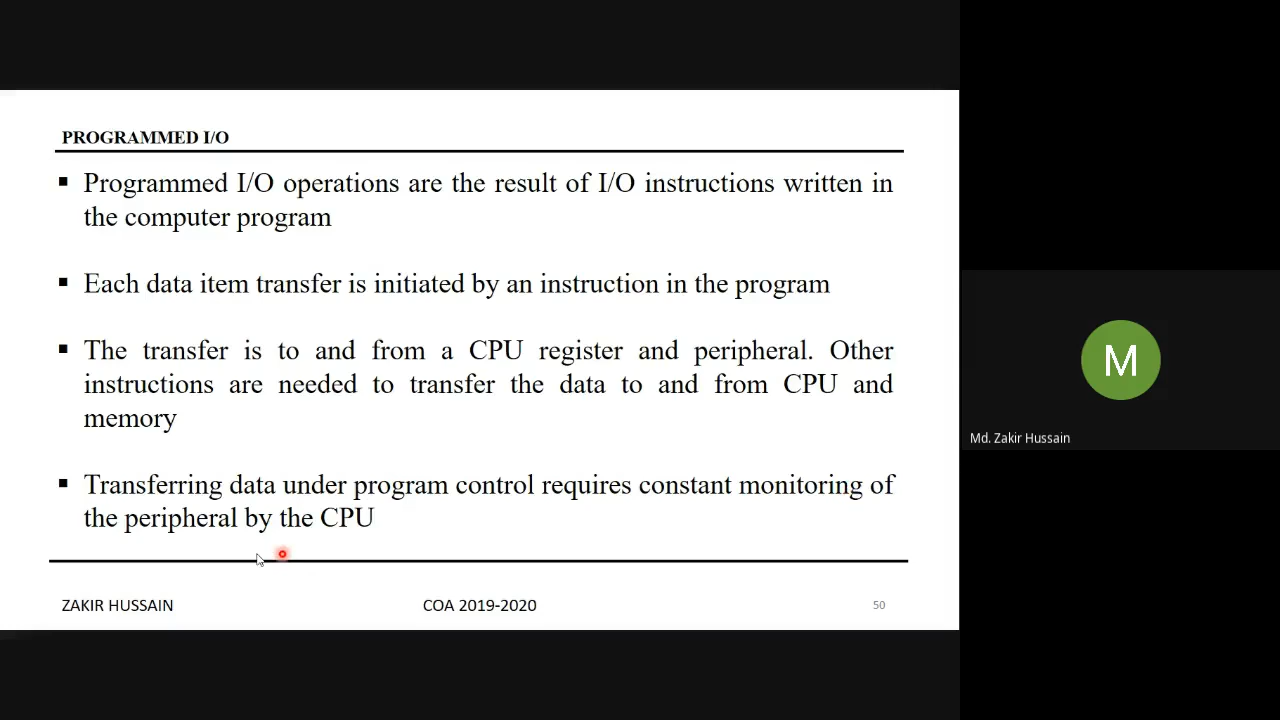 PROGRAMMED I/O
▪ Programmed I/O operations are the result of I/O instructions written in
the computer program
▪ Each data item transfer is initiated by an instruction in the program
▪ The transfer is to and from a CPU register and peripheral. Other
instructions are needed to transfer the data to and from CPU and
memory
▪ Transferring data under program control requires constant monitoring of
the peripheral by the CPU
ZAKIR HUSSAIN
COA 2019-2020
50
M
Md. Zakir Hussain